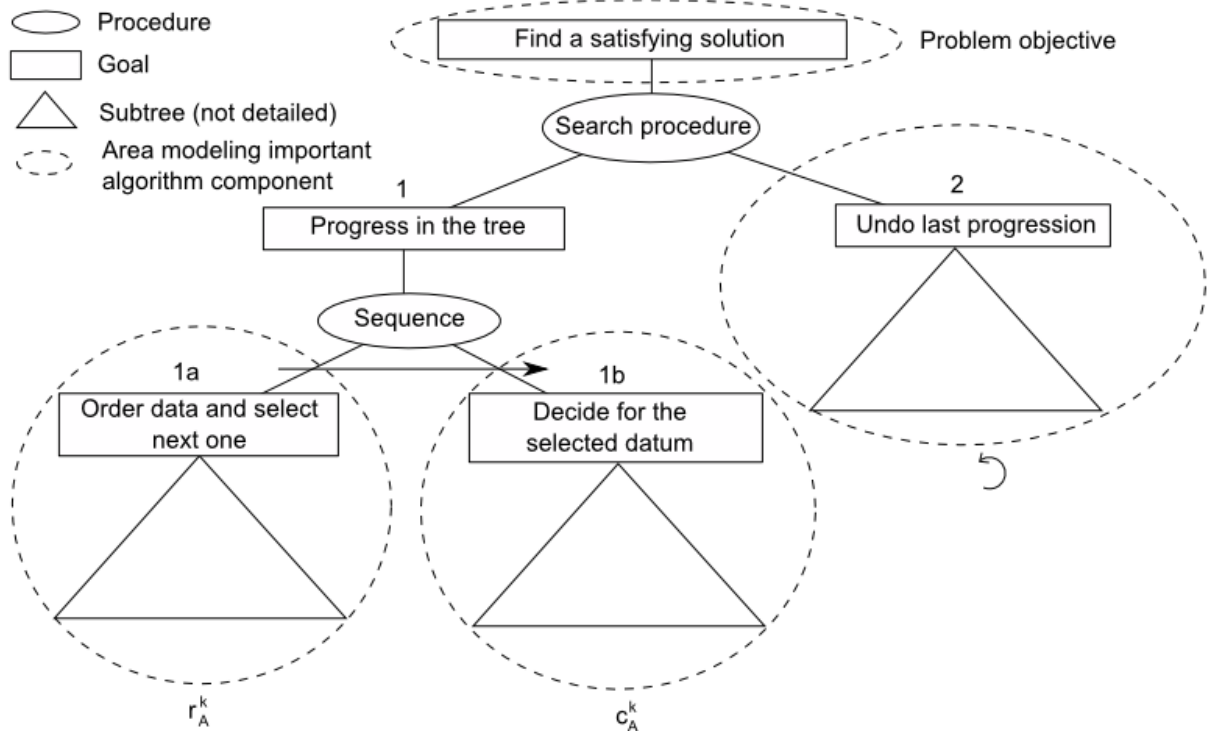 Procedure
Goal
Subtree (not detailed)
Area modeling important
algorithm component
Find a satisfying solution
Problem objective
Search procedure
1
Progress in the tree
2
Undo last progression
Sequence
1a
Order data and select
next one
1b
Decide for the
selected datum
r_A^k
c_A^k